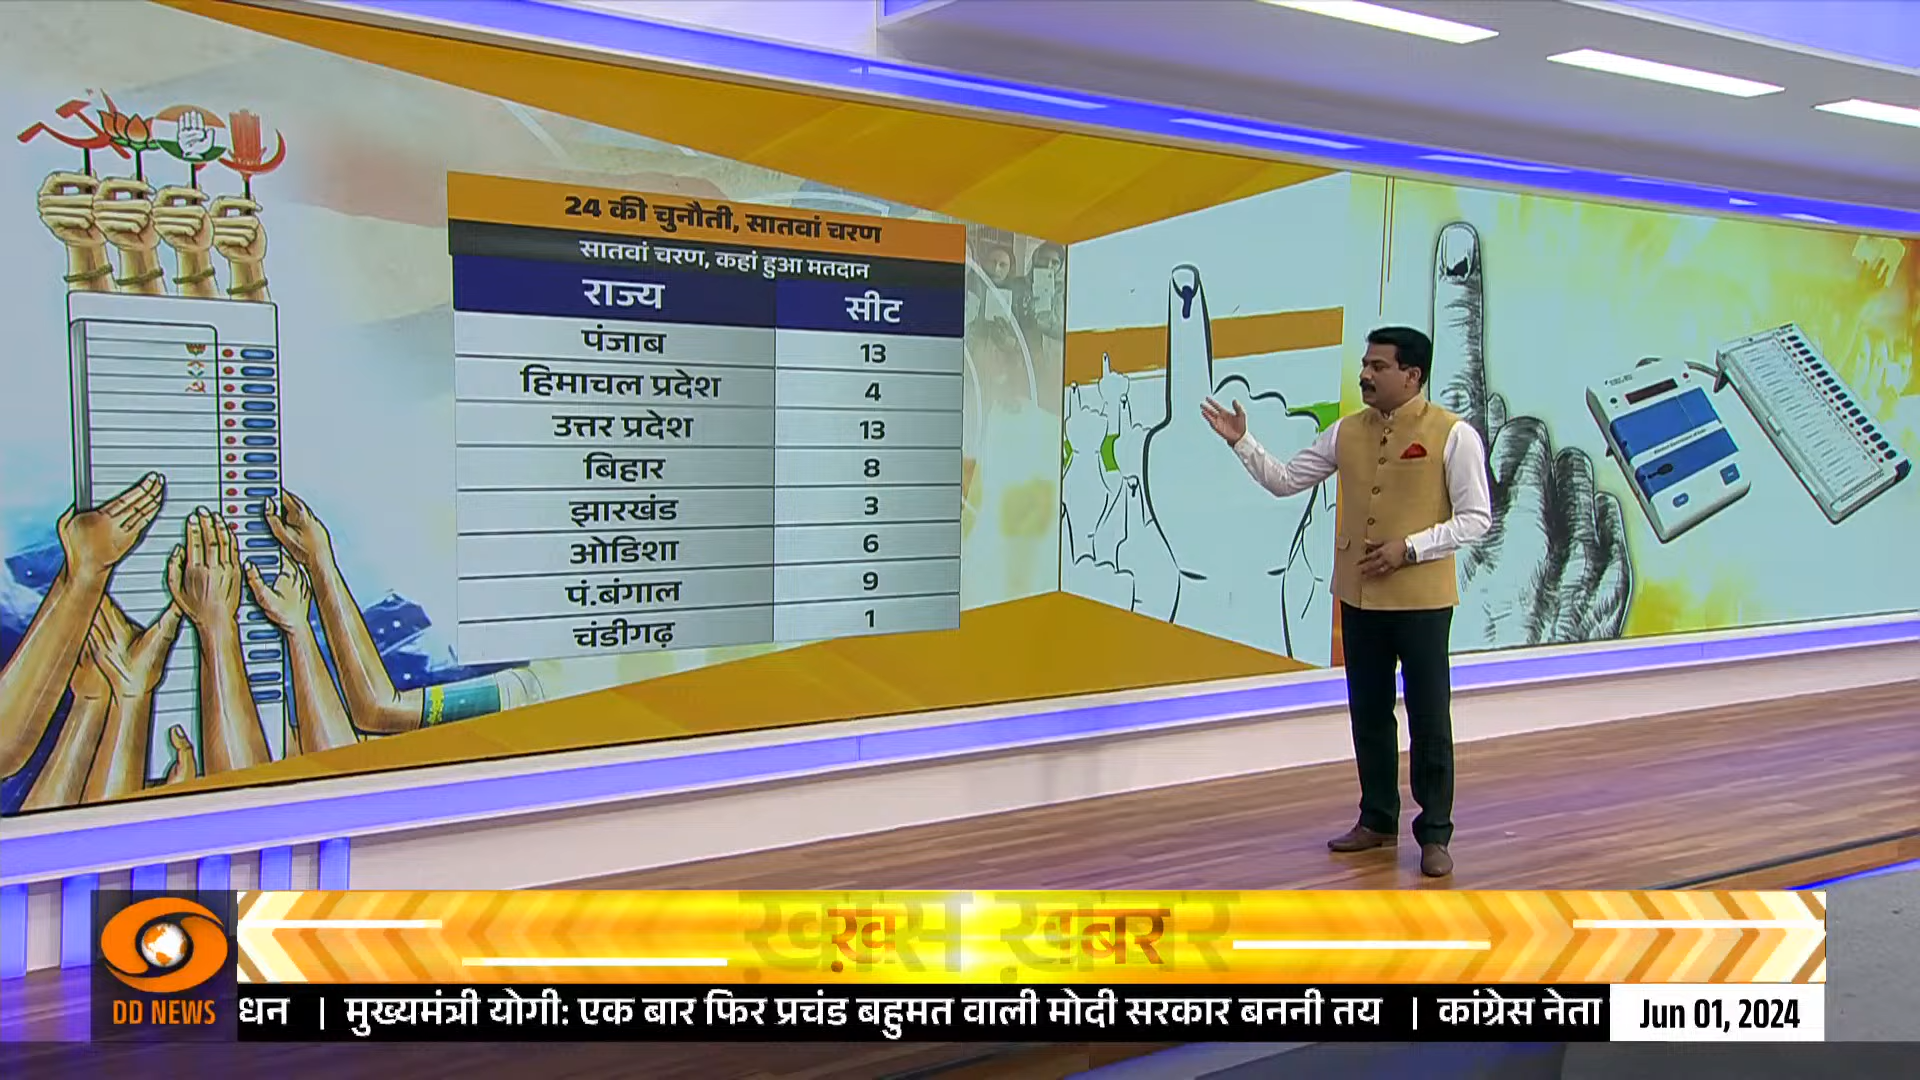 24 की चुनौती, सातवां चरण
सातवां चरण, कहां हुआ मतदान
राज्य सीट
पंजाब 13
हिमाचल प्रदेश 4
उत्तर प्रदेश 13
बिहार 8
झारखंड 3
ओडिशा 6
पं.बंगाल 9
चंडीगढ़ 1
ख़ास ख़बर
DD NEWS
धन | मुख्यमंत्री योगी: एक बार फिर प्रचंड बहुमत वाली मोदी सरकार बननी तय | कांग्रेस नेता
Jun 01, 2024